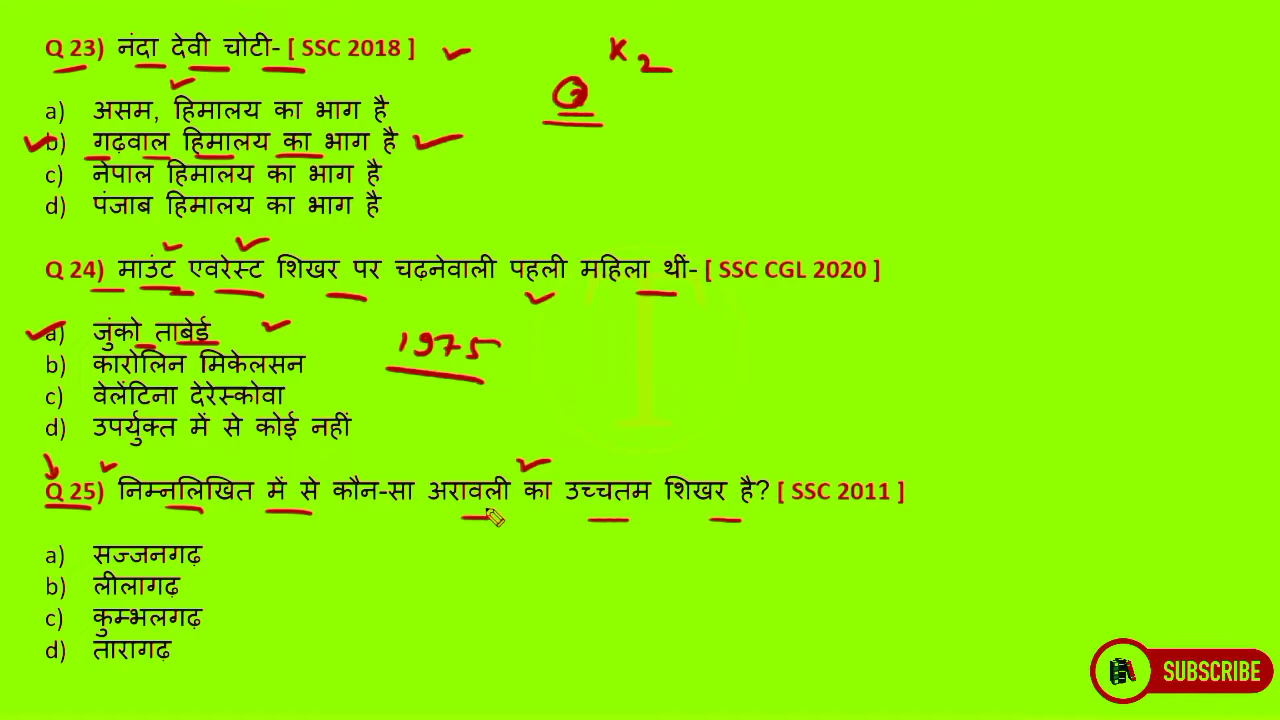 Q 23) नंदा देवी चोटी- [ SSC 2018 ]
K2
a) असम, हिमालय का भाग है
b) गढ़वाल हिमालय का भाग है
c) नेपाल हिमालय का भाग है
d) पंजाब हिमालय का भाग है
Q 24) माउंट एवरेस्ट शिखर पर चढ़नेवाली पहली महिला थीं- [ SSC CGL 2020 ]
a) जुंको ताबेई
1975
b) कारोलिन मिकेलसन
c) वेलेंटिना देरेस्कोवा
d) उपर्युक्त में से कोई नहीं
Q 25) निम्नलिखित में से कौन-सा अरावली का उच्चतम शिखर है? [ SSC 2011 ]
a) सज्जनगढ़
b) लीलागढ़
c) कुम्भलगढ़
d) तारागढ़
SUBSCRIBE